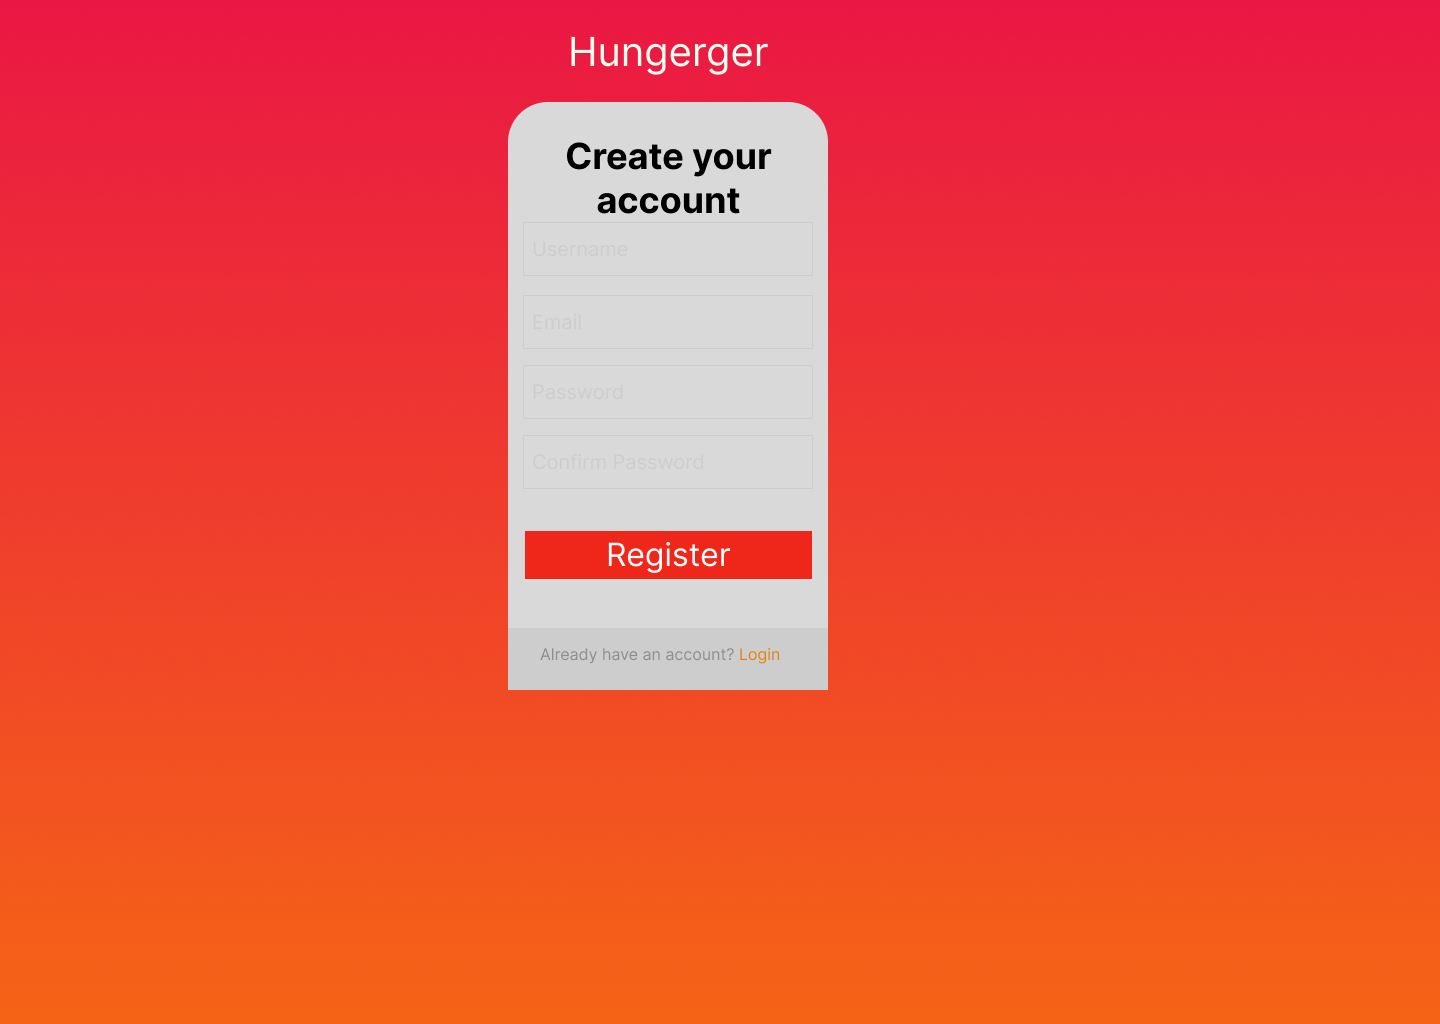 Hungerger
Create your
account
Username
Email
Password
Confirm Password
Register
Already have an account? Login